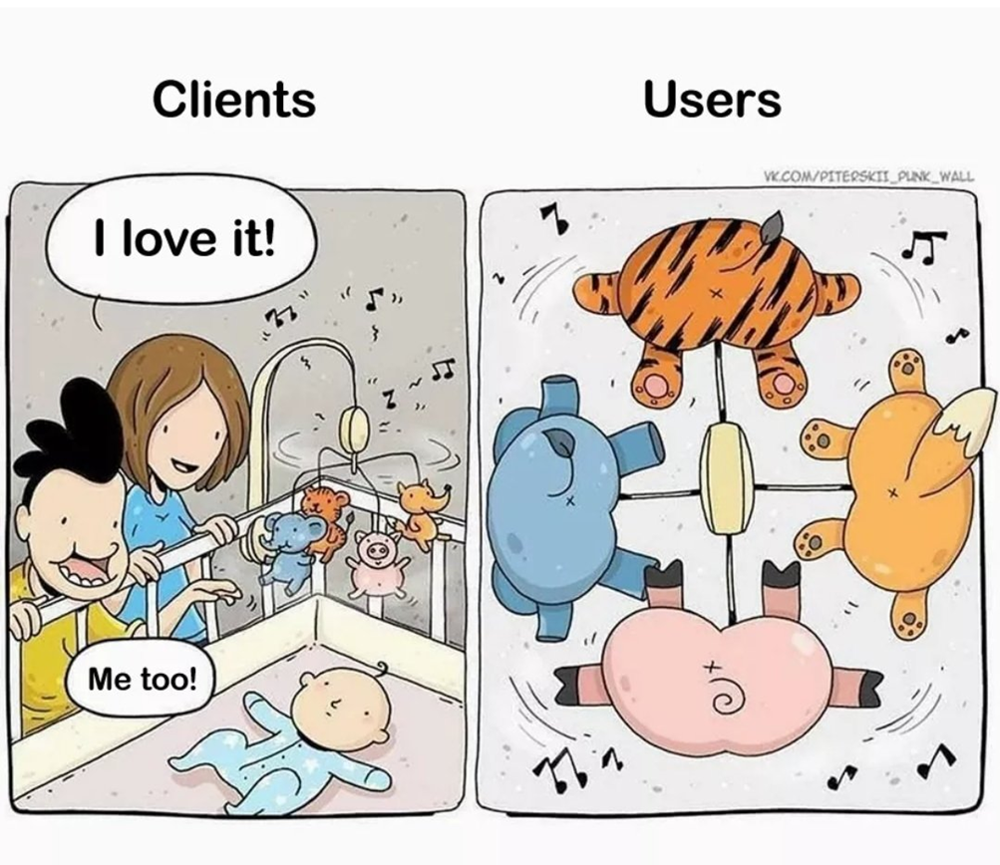 Clients
Users
VK.COM/PITERSKII_PUNK_WALL
I love it!
Me too!